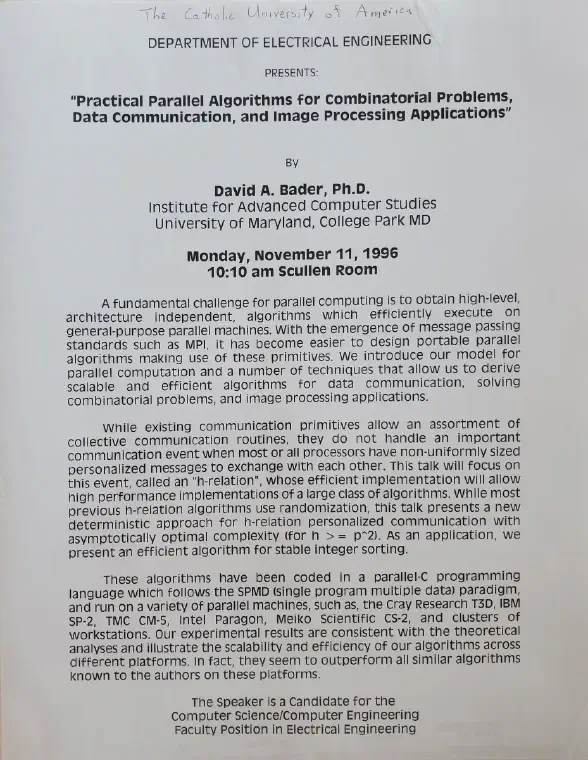 The Catholic University of America
DEPARTMENT OF ELECTRICAL ENGINEERING
PRESENTS:
"Practical Parallel Algorithms for Combinatorial Problems,
Data Communication, and Image Processing Applications"
By
David A. Bader, Ph.D.
Institute for Advanced Computer Studies
University of Maryland, College Park MD
Monday, November 11, 1996
10:10 am Scullen Room
A fundamental challenge for parallel computing is to obtain high-level,
architecture independent, algorithms which efficiently execute on
general-purpose parallel machines. With the emergence of message passing
standards such as MPI, it has become easier to design portable parallel
algorithms making use of these primitives. We introduce our model for
parallel computation and a number of techniques that allow us to derive
scalable and efficient algorithms for data communication, solving
combinatorial problems, and image processing applications.
While existing communication primitives allow an assortment of
collective communication routines, they do not handle an important
communication event when most or all processors have non-uniformly sized
personalized messages to exchange with each other. This talk will focus on
this event, called an "h-relation", whose efficient implementation will allow
high performance implementations of a large class of algorithms. While most
previous h-relation algorithms use randomization, this talk presents a new
deterministic approach for h-relation personalized communication with
asymptotically optimal complexity (for h >= p^2). As an application, we
present an efficient algorithm for stable integer sorting.
These algorithms have been coded in a parallel-C programming
language which follows the SPMD (single program multiple data) paradigm,
and run on a variety of parallel machines, such as, the Cray Research T3D, IBM
SP-2, TMC CM-5, Intel Paragon, Meiko Scientific CS-2, and clusters of
workstations. Our experimental results are consistent with the theoretical
analyses and illustrate the scalability and efficiency of our algorithms across
different platforms. In fact, they seem to outperform all similar algorithms
known to the authors on these platforms.
The Speaker is a Candidate for the
Computer Science/Computer Engineering
Faculty Position in Electrical Engineering